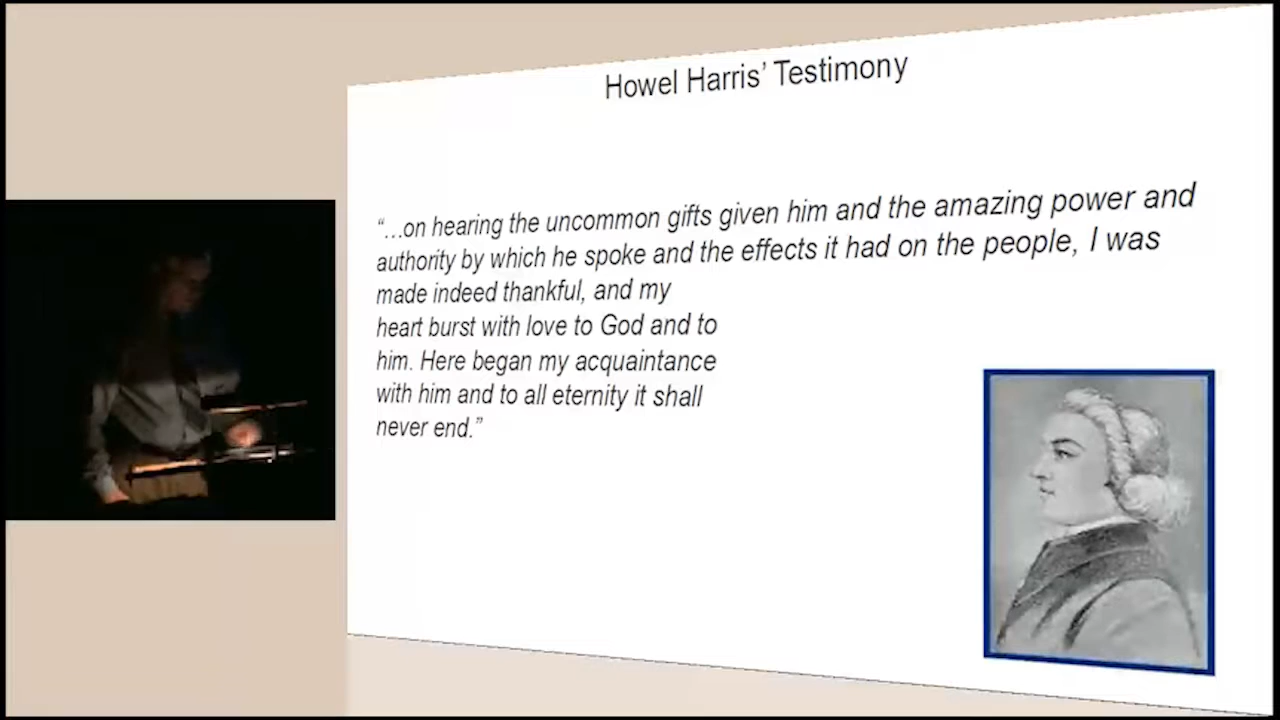 Howel Harris’ Testimony
“...on hearing the uncommon gifts given him and the amazing power and
authority by which he spoke and the effects it had on the people, I was
made indeed thankful, and my
heart burst with love to God and to
him. Here began my acquaintance
with him and to all eternity it shall
never end.”